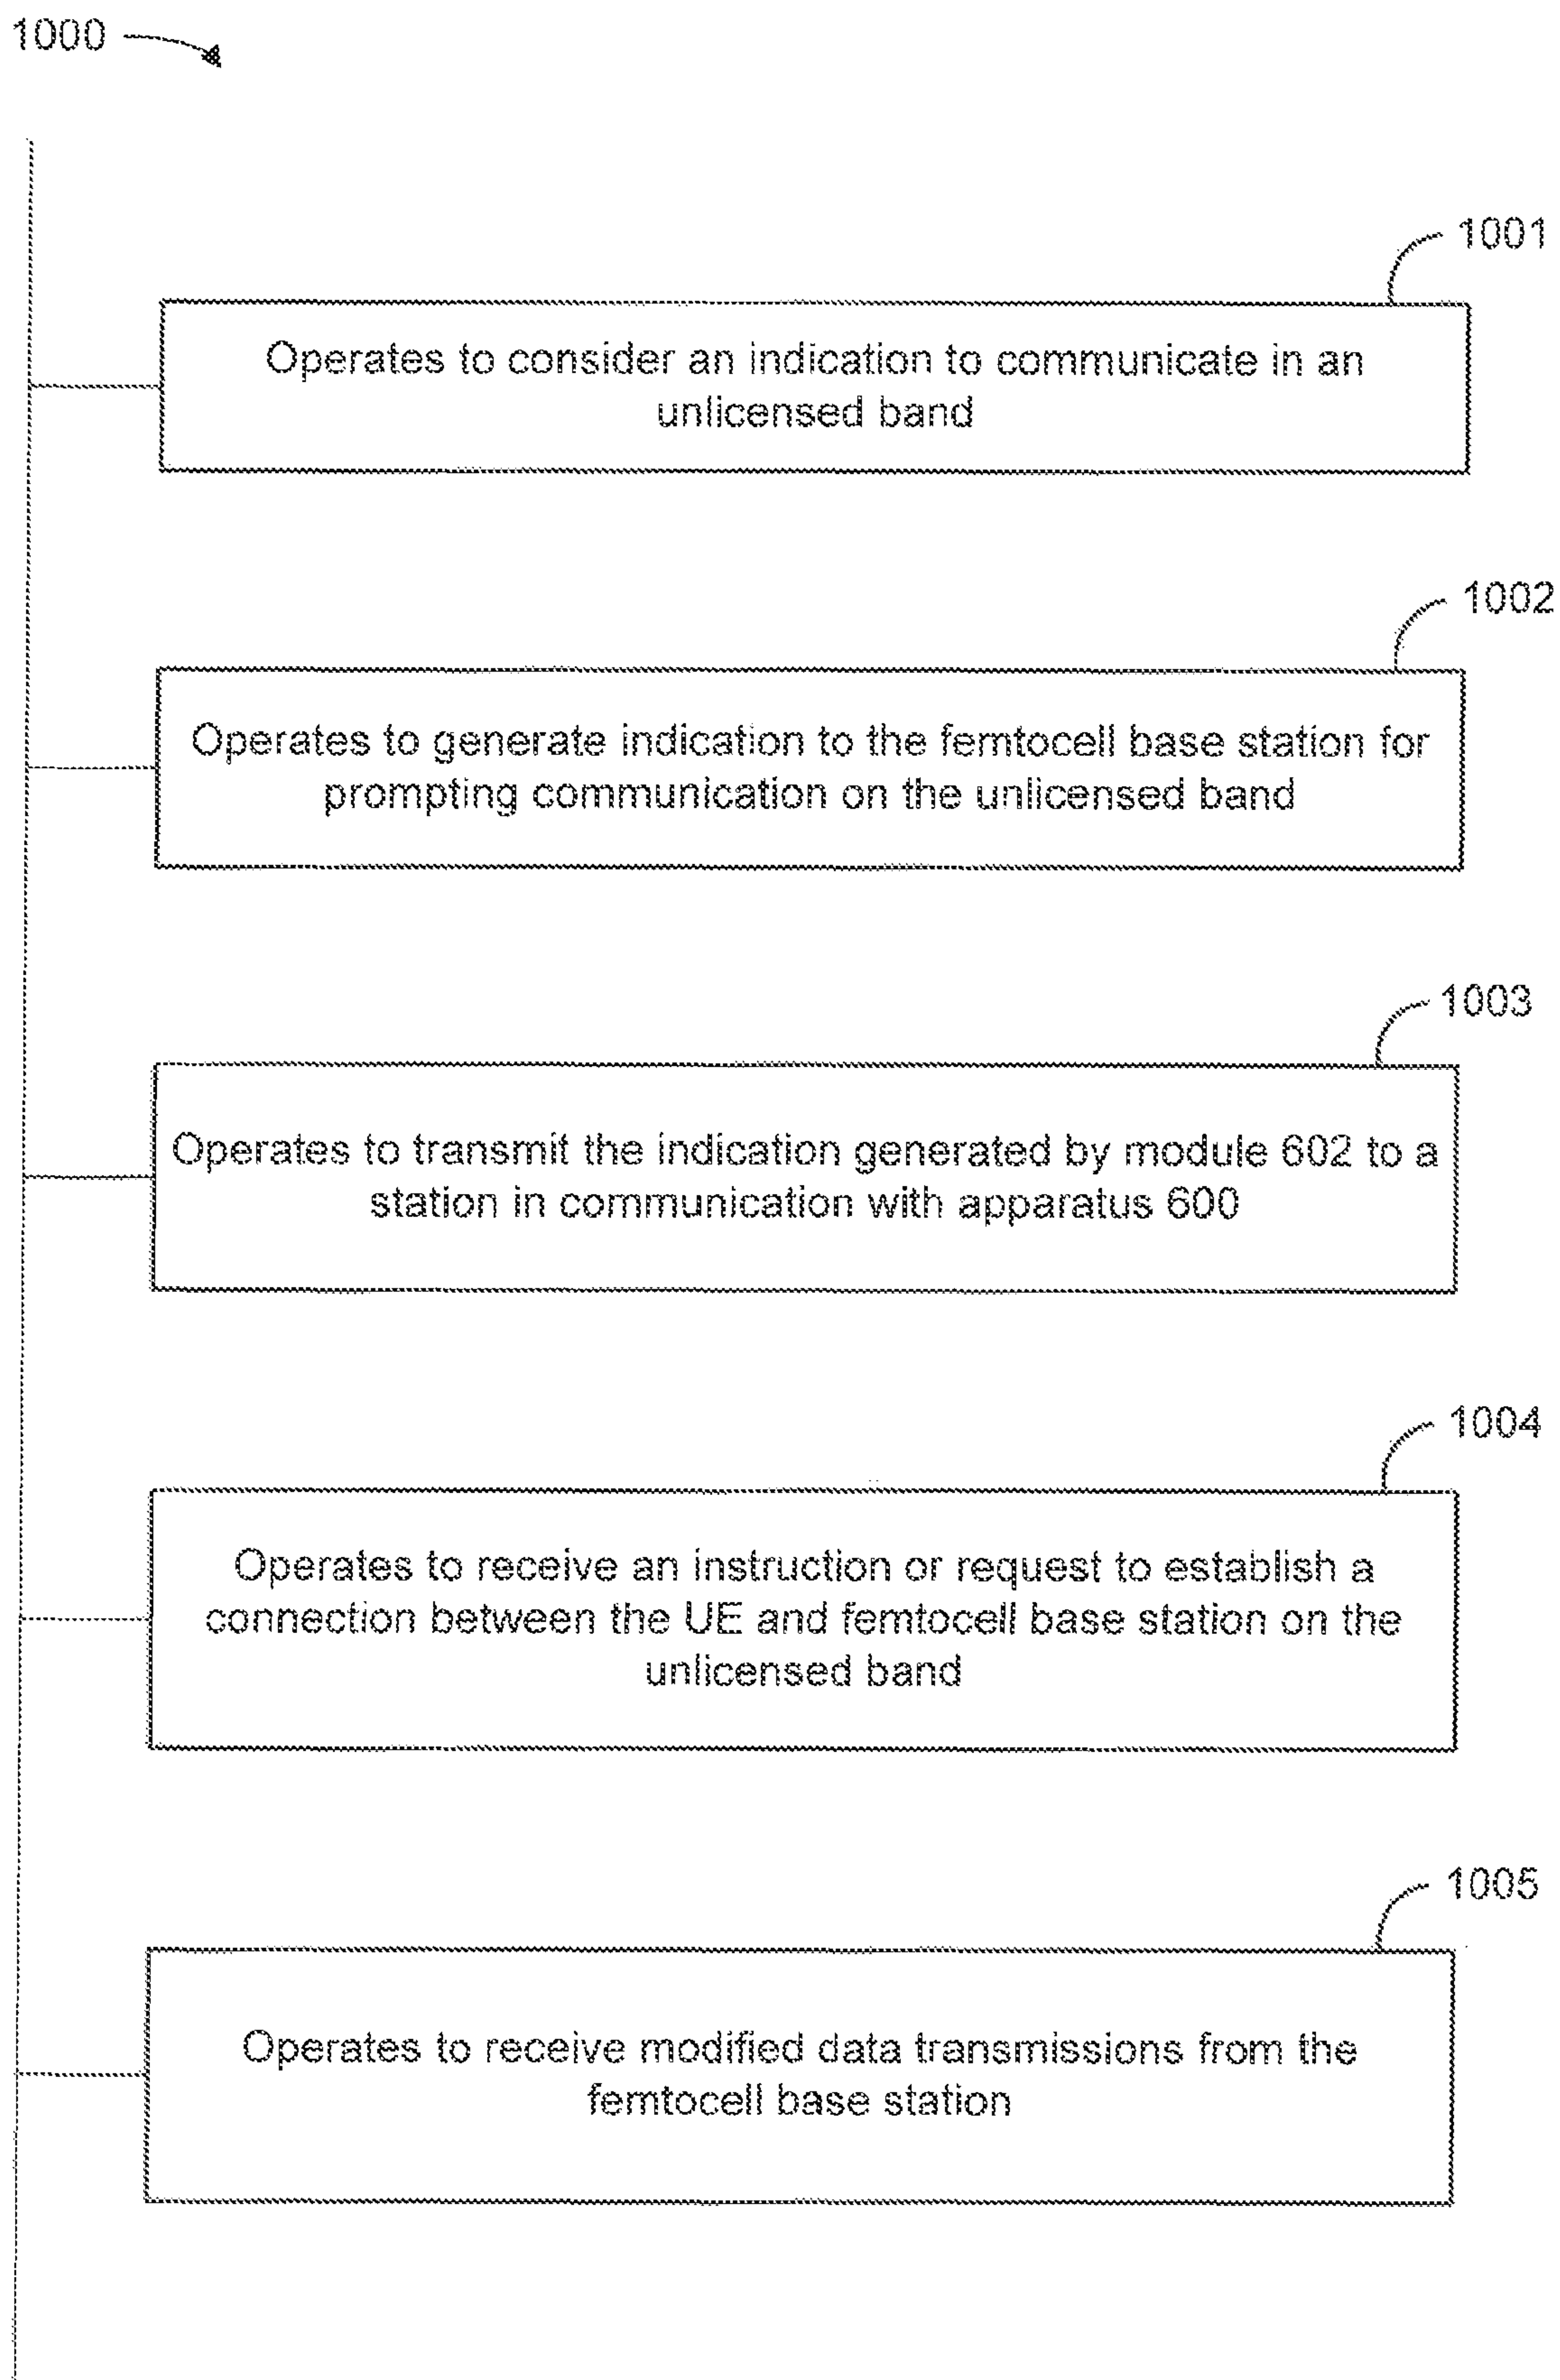 1000
1001
Operates to consider an indication to communicate in an
unlicensed band
1002
Operates to generate indication to the femtocell base station for
prompting communication on the unlicensed band
1003
Operates to transmit the indication generated by module 602 to a
station in communication with apparatus 600
1004
Operates to receive an instruction or request to establish a
connection between the UE and femtocell base station on the
unlicensed band
1005
Operates to receive modified data transmissions from the
femtocell base station